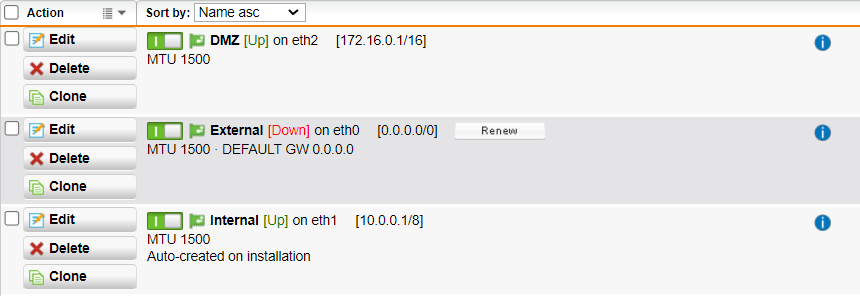 Action Sort by: Name asc
Edit DMZ [Up] on eth2 [172.16.0.1/16]
MTU 1500
Delete
Clone
Edit External [Down] on eth0 [0.0.0.0/0] Renew
MTU 1500 · DEFAULT GW 0.0.0.0
Delete
Clone
Edit Internal [Up] on eth1 [10.0.0.1/8]
MTU 1500
Delete Auto-created on installation
Clone